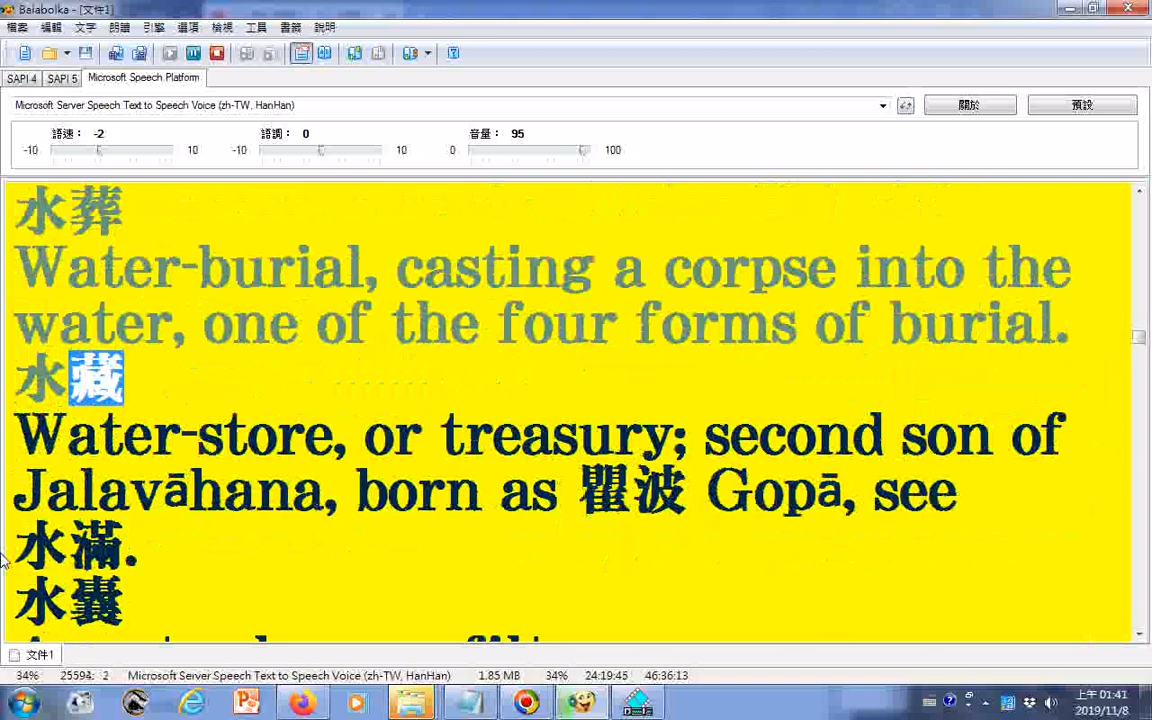 Balabolka - [文件1]
檔案 編輯 文字 朗讀 引擎 選項 檢視 工具 書籤 說明
SAPI 4 SAPI 5 Microsoft Speech Platform
Microsoft Server Speech Text to Speech Voice (zh-TW, HanHan) 關於 預設
語速： -2 語調： 0 音量： 95
-10 10 -10 10 0 100
水葬
Water-burial, casting a corpse into the
water, one of the four forms of burial.
水藏
Water-store, or treasury; second son of
Jalavāhana, born as 瞿波 Gopā, see
水滿.
水囊
文件1
34% 25594: 2 Microsoft Server Speech Text to Speech Voice (zh-TW, HanHan) 1.85 MB 34% 24:19:45 46:36:13
上午 01:41
2019/11/8